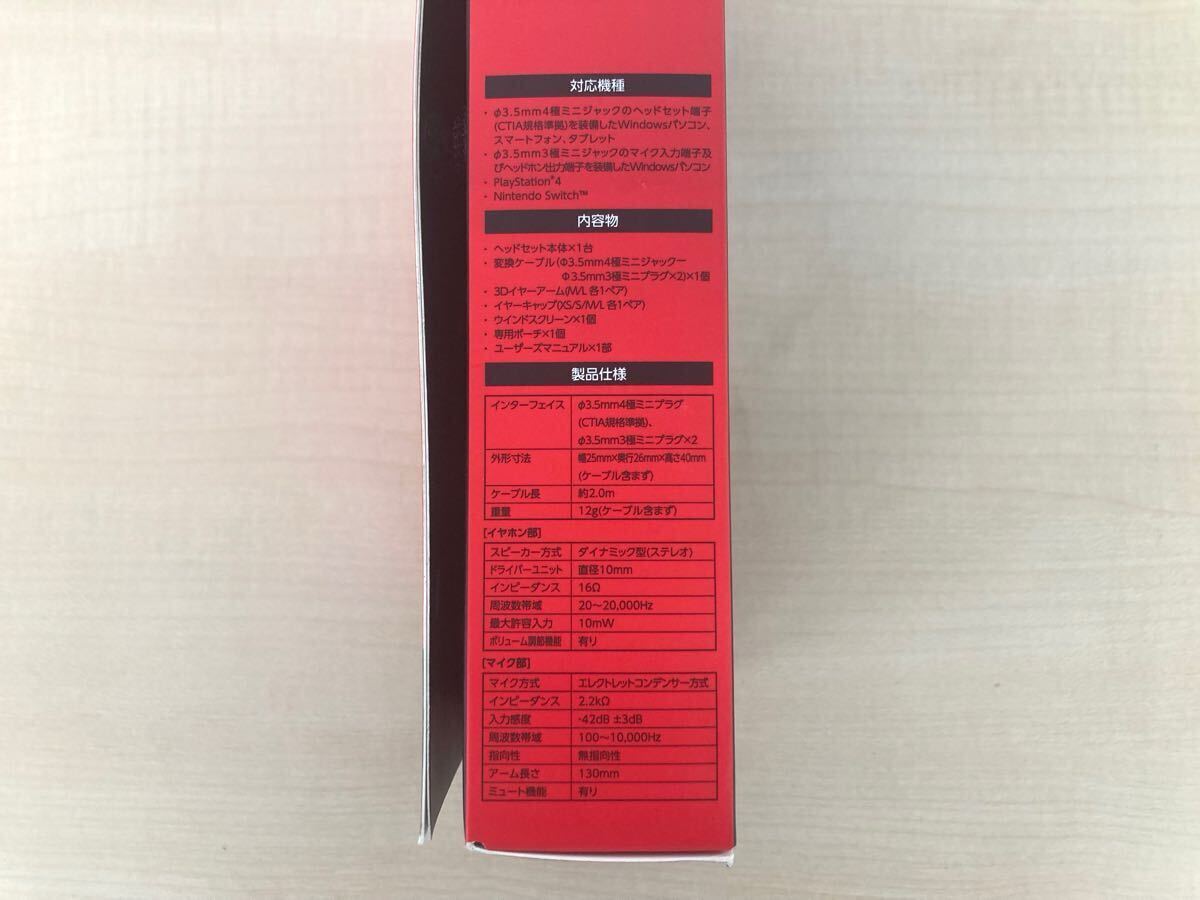 対応機種
・φ3.5mm4極ミニジャックのヘッドセット端子
(CTIA規格準拠)を装備したWindowsパソコン、
スマートフォン、タブレット
・φ3.5mm3極ミニジャックのマイク入力端子及
びヘッドホン出力端子を装備したWindowsパソコン
・PlayStation®4
・Nintendo Switch™
内容物
・ヘッドセット本体×1台
・変換ケーブル(Φ3.5mm4極ミニジャックー
Φ3.5mm3極ミニプラグ×2)×1個
・3Dイヤーアーム(M/L 各1ペア)
・イヤーキャップ(XS/S/M/L 各1ペア)
・ウインドスクリーン×1個
・専用ポーチ×1個
・ユーザーズマニュアル×1部
製品仕様
インターフェイス φ3.5mm4極ミニプラグ
(CTIA規格準拠)、
φ3.5mm3極ミニプラグ×2
外形寸法 幅25mm×奥行26mm×高さ40mm
(ケーブル含まず)
ケーブル長 約2.0m
重量 12g(ケーブル含まず)
[イヤホン部]
スピーカー方式 ダイナミック型(ステレオ)
ドライバーユニット 直径10mm
インピーダンス 16Ω
周波数帯域 20～20,000Hz
最大許容入力 10mW
ボリューム調節機能 有り
[マイク部]
マイク方式 エレクトレットコンデンサー方式
インピーダンス 2.2kΩ
入力感度 -42dB ±3dB
周波数帯域 100～10,000Hz
指向性 無指向性
アーム長さ 130mm
ミュート機能 有り